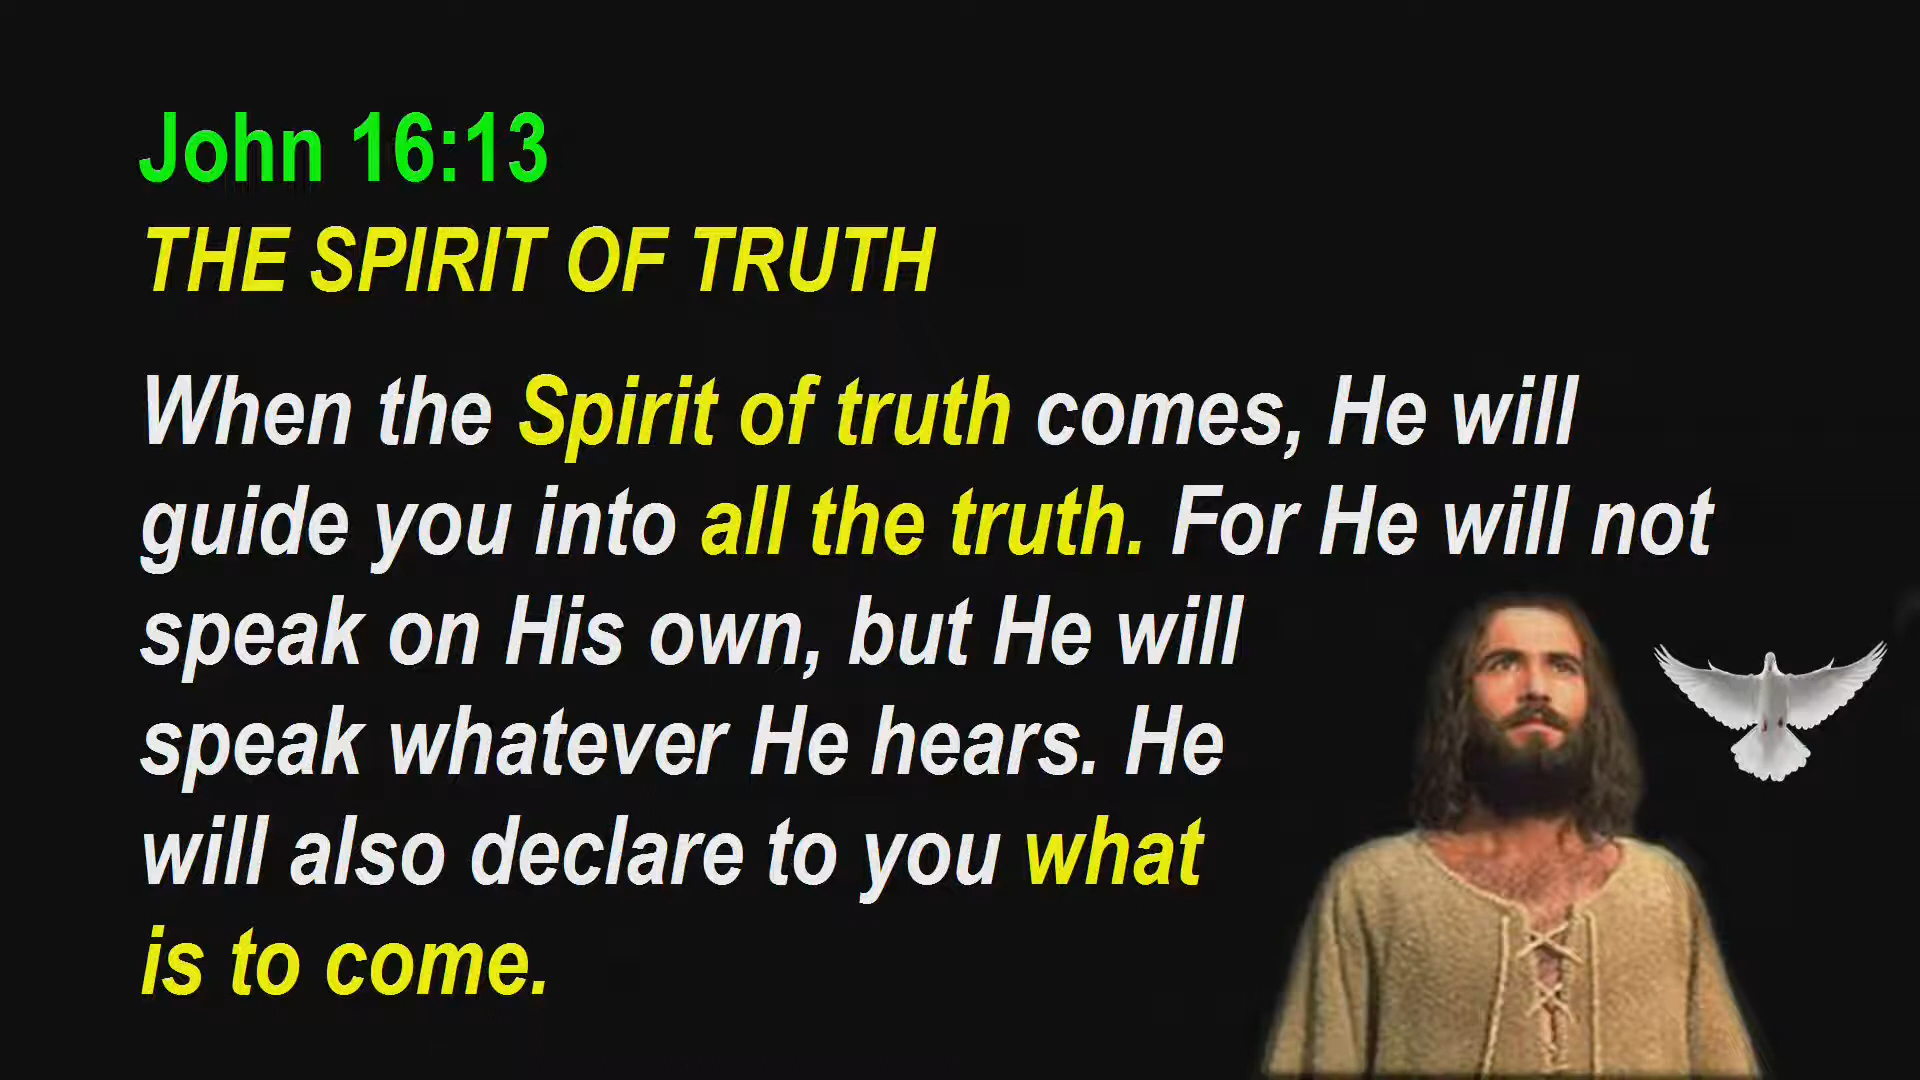 John 16:13
THE SPIRIT OF TRUTH
When the Spirit of truth comes, He will
guide you into all the truth. For He will not
speak on His own, but He will
speak whatever He hears. He
will also declare to you what
is to come.